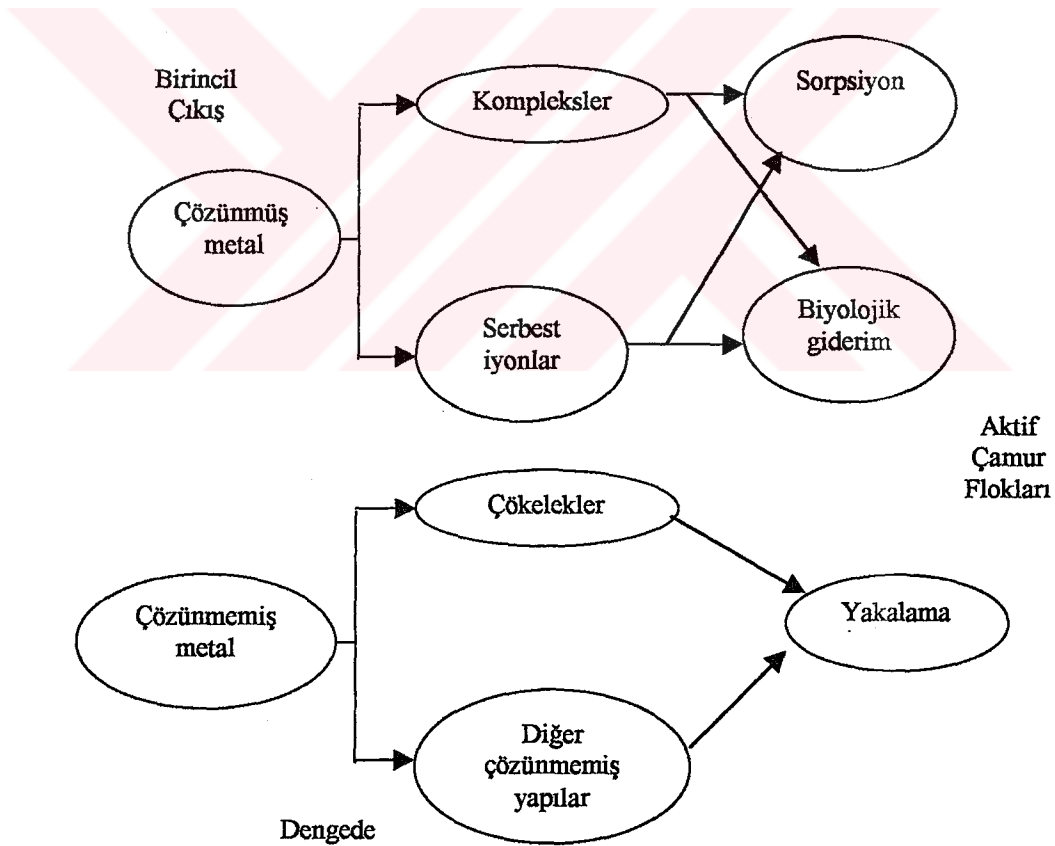 Birincil
Çıkış
Kompleksler
Sorpsiyon
Çözünmüş
metal
Serbest
iyonlar
Biyolojik
giderim
Aktif
Çamur
Flokları
Çökelekler
Çözünmemiş
metal
Yakalama
Diğer
çözünmemiş
yapılar
Dengede